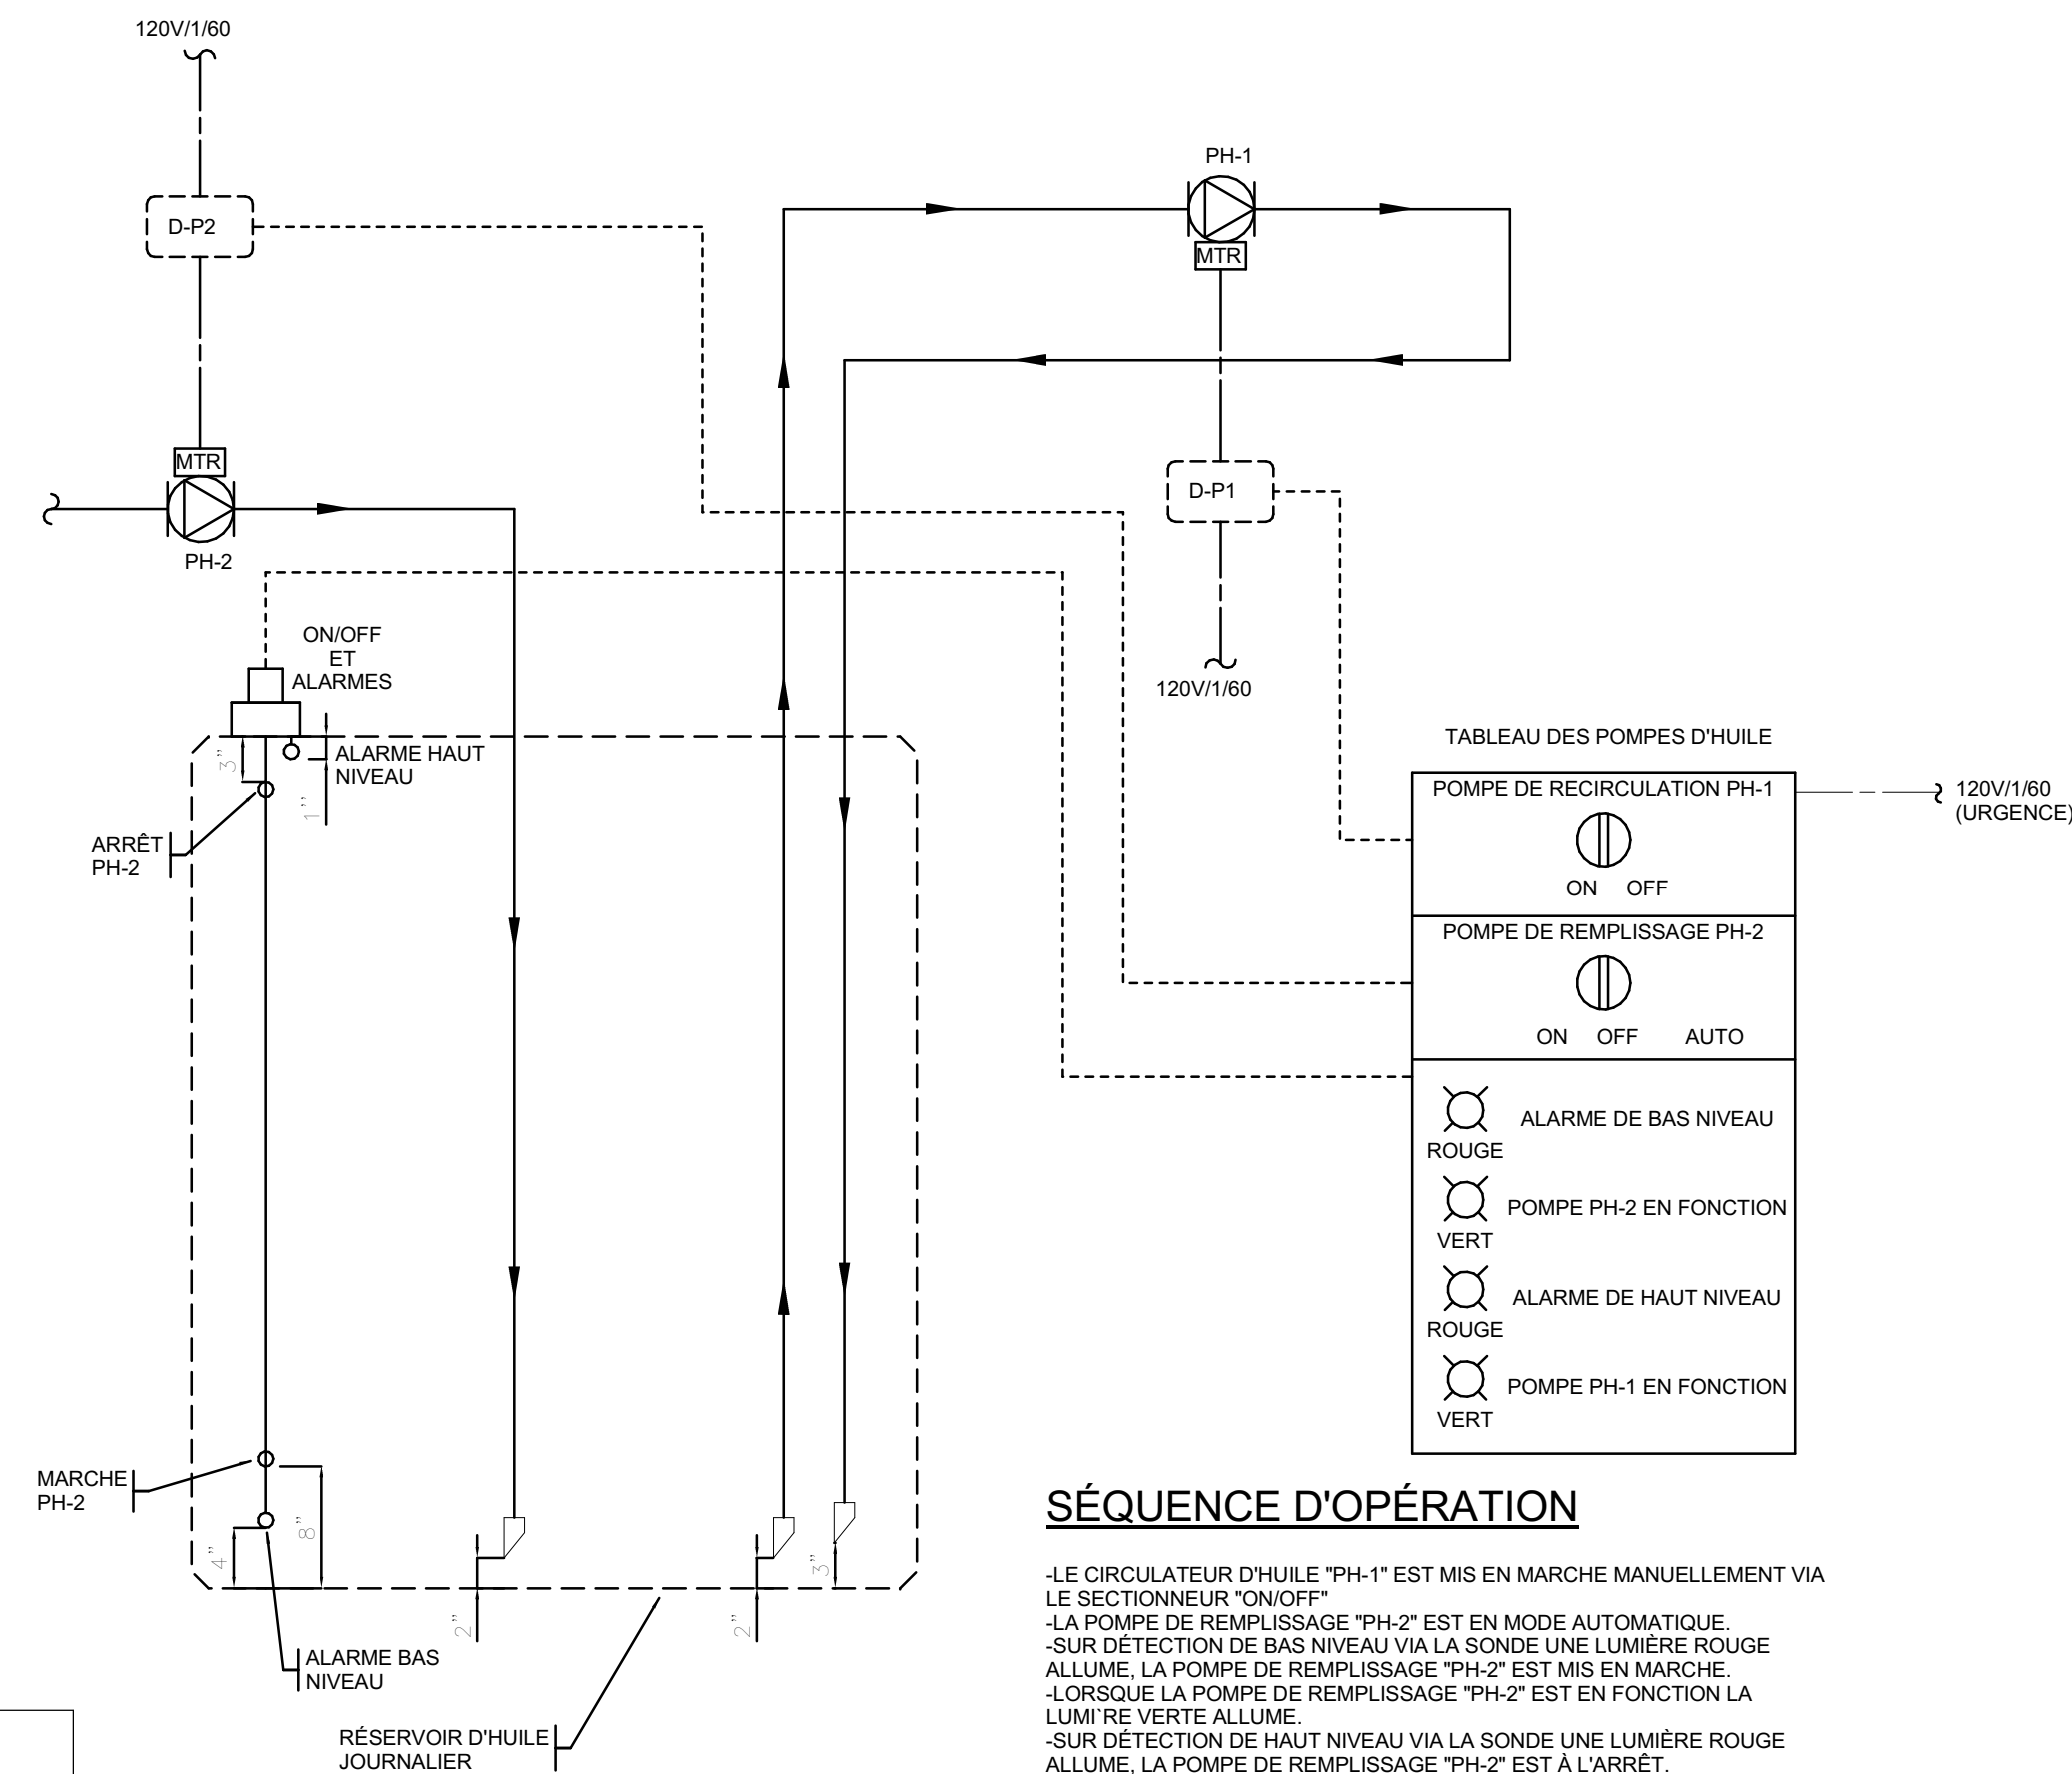 120V/1/60
PH-1
D-P2
MTR
MTR
D-P1
PH-2
ON/OFF
ET
ALARMES
120V/1/60
TABLEAU DES POMPES D'HUILE
3"
ALARME HAUT
NIVEAU
1"
ARRÊT
PH-2
POMPE DE RECIRCULATION PH-1
120V/1/60
(URGENCE)
ON OFF
POMPE DE REMPLISSAGE PH-2
ON OFF AUTO
ALARME DE BAS NIVEAU
ROUGE
POMPE PH-2 EN FONCTION
VERT
ALARME DE HAUT NIVEAU
ROUGE
POMPE PH-1 EN FONCTION
VERT
MARCHE
PH-2
8"
4"
2"
2"
3"
ALARME BAS
NIVEAU
RÉSERVOIR D'HUILE
JOURNALIER
SÉQUENCE D'OPÉRATION
-LE CIRCULATEUR D'HUILE "PH-1" EST MIS EN MARCHE MANUELLEMENT VIA
LE SECTIONNEUR "ON/OFF"
-LA POMPE DE REMPLISSAGE "PH-2" EST EN MODE AUTOMATIQUE.
-SUR DÉTECTION DE BAS NIVEAU VIA LA SONDE UNE LUMIÈRE ROUGE
ALLUME, LA POMPE DE REMPLISSAGE "PH-2" EST MIS EN MARCHE.
-LORSQUE LA POMPE DE REMPLISSAGE "PH-2" EST EN FONCTION LA
LUMI`RE VERTE ALLUME.
-SUR DÉTECTION DE HAUT NIVEAU VIA LA SONDE UNE LUMIÈRE ROUGE
ALLUME, LA POMPE DE REMPLISSAGE "PH-2" EST À L'ARRÊT.